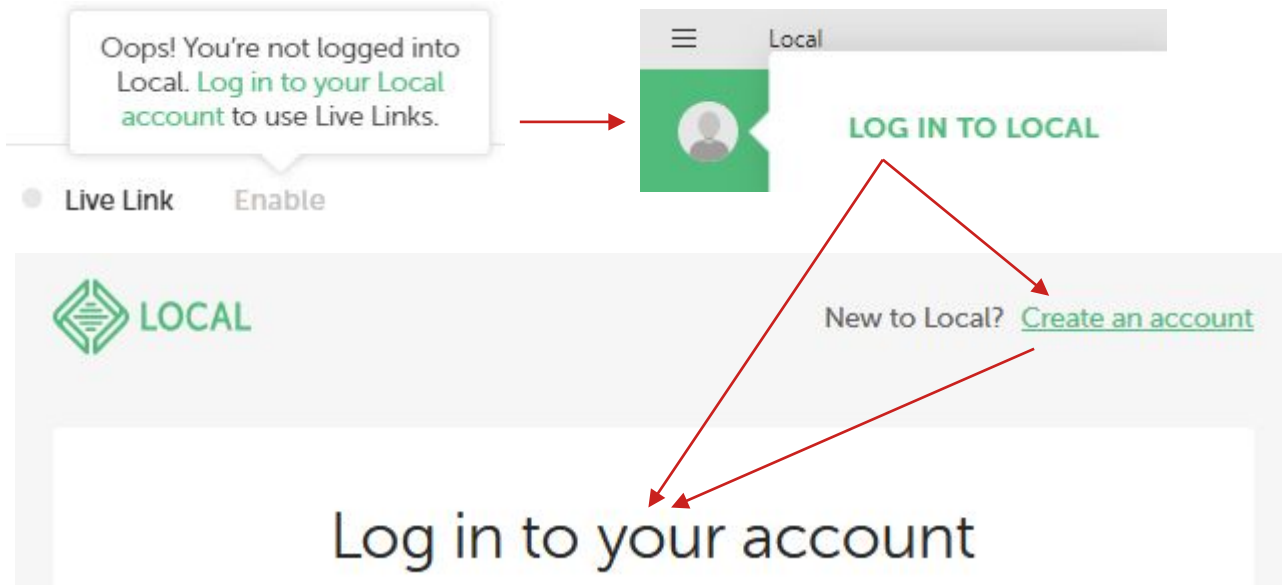 Oops! You're not logged into
Local. Log in to your Local
account to use Live Links.
Live Link Enable
Local
LOG IN TO LOCAL
LOCAL
New to Local? Create an account
Log in to your account